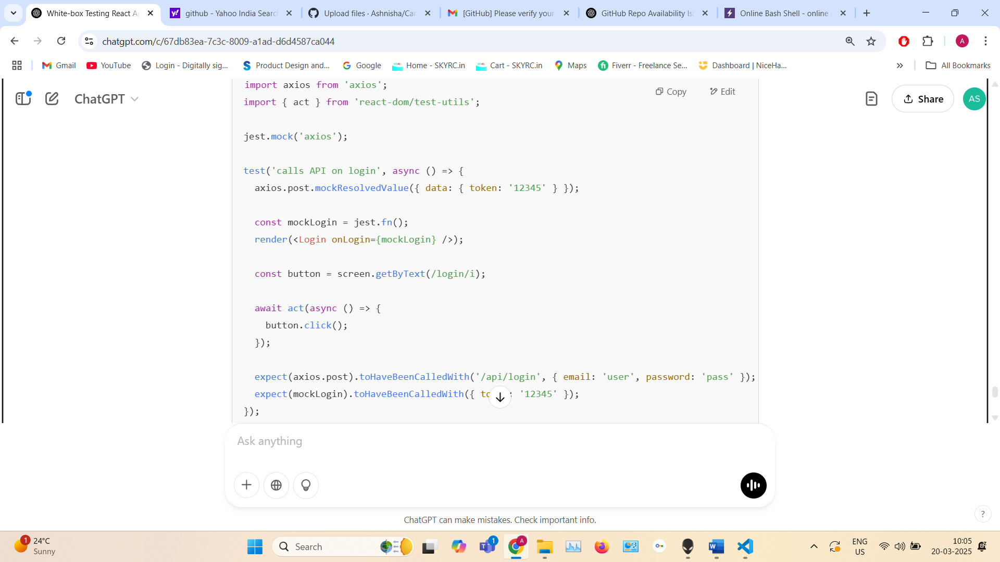 White-box Testing React Ap
github - Yahoo India Searc
Upload files · Ashnisha/Car
[GitHub] Please verify your
GitHub Repo Availability Iss
Online Bash Shell - online
chatgpt.com/c/67db83ea-7c3c-8009-a1ad-d6d4587ca044
A
Gmail
YouTube
Login - Digitally sig...
Product Design and...
Google
Home - SKYRC.in
Cart - SKYRC.in
Maps
Fiverr - Freelance Se...
Dashboard | NiceHa...
All Bookmarks
ChatGPT
Copy
Edit
Share
AS
import axios from 'axios';
import { act } from 'react-dom/test-utils';
jest.mock('axios');
test('calls API on login', async () => {
axios.post.mockResolvedValue({ data: { token: '12345' } });
const mockLogin = jest.fn();
render(<Login onLogin={mockLogin} />);
const button = screen.getByText(/login/i);
await act(async () => {
button.click();
});
expect(axios.post).toHaveBeenCalledWith('/api/login', { email: 'user', password: 'pass' });
expect(mockLogin).toHaveBeenCalledWith({ to : '12345' });
});
Ask anything
ChatGPT can make mistakes. Check important info.
?
1
24°C
Sunny
Search
1
A
ENG
US
10:05
20-03-2025